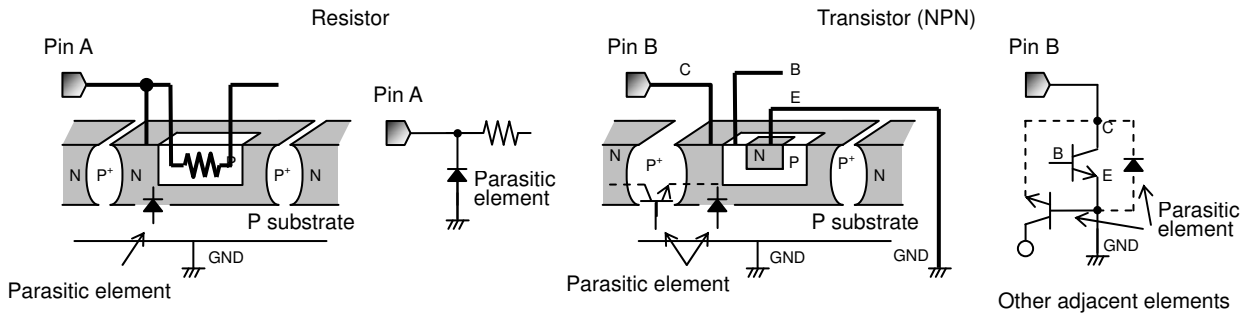 Resistor
Transistor (NPN)
Pin A
Pin B
Pin B
C
B
E
Pin A
C
B
E
N
P+
N
P
P+
N
Parasitic
element
N
P+
N
P
P+
N
P substrate
P substrate
Parasitic
element
GND
GND
GND
GND
Parasitic element
Parasitic element
Other adjacent elements